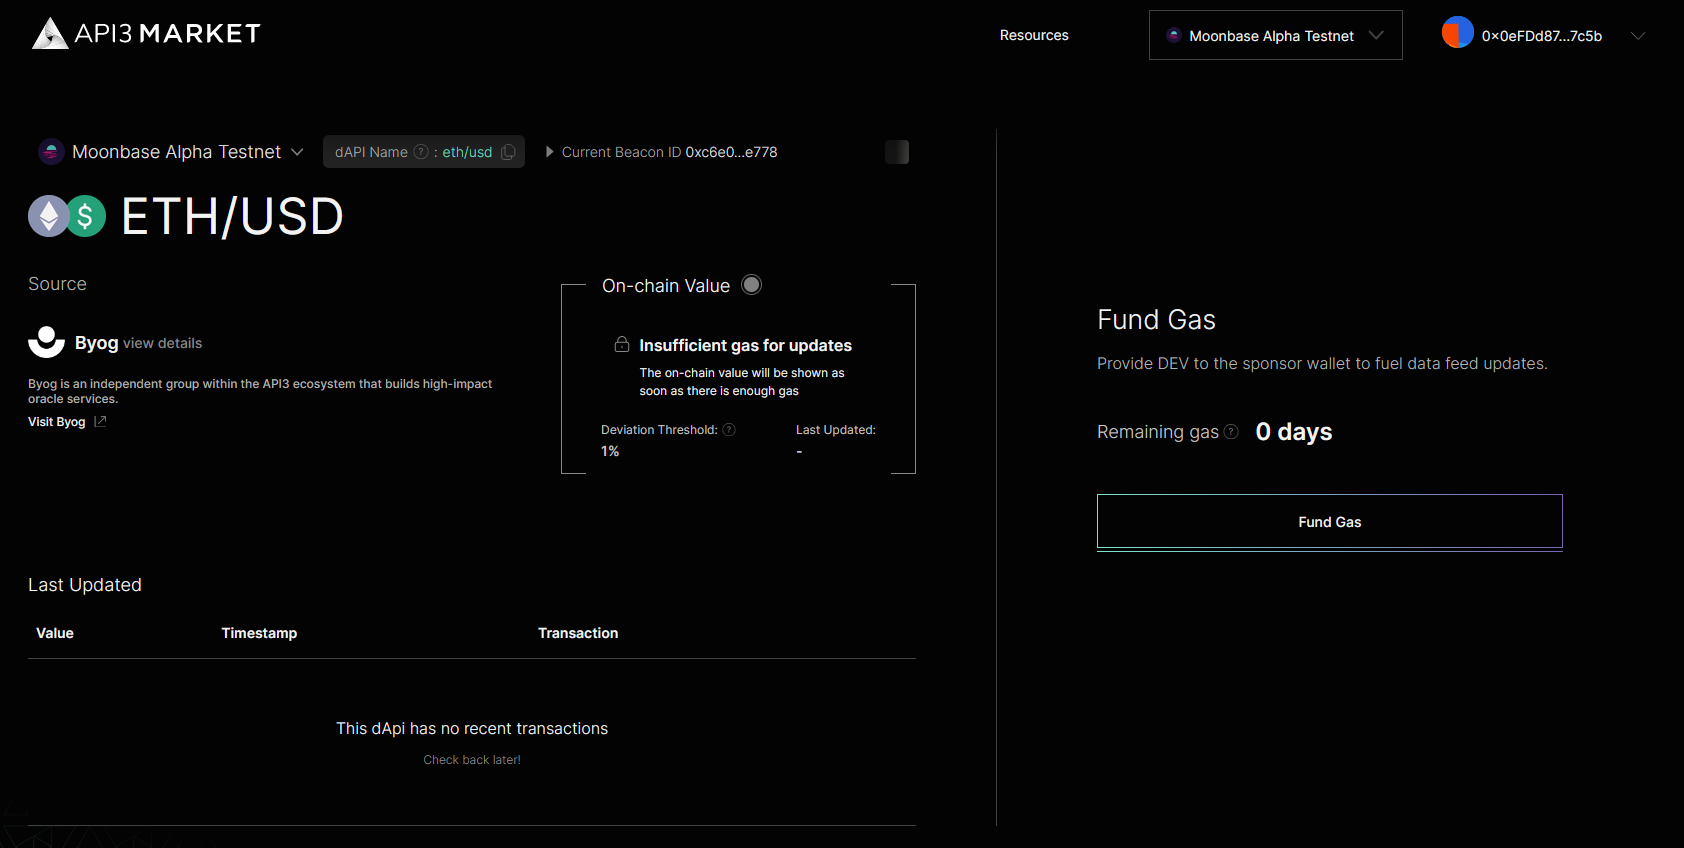 API3 MARKET
Resources
Moonbase Alpha Testnet
0x0eFDd87...7c5b
Moonbase Alpha Testnet
dAPI Name ? : eth/usd
Current Beacon ID 0xc6e0...e778
$
ETH/USD
Source
Byog view details
Byog is an independent group within the API3 ecosystem that builds high-impact
oracle services.
Visit Byog
On-chain Value
Insufficient gas for updates
The on-chain value will be shown as
soon as there is enough gas
Deviation Threshold: ?
Last Updated:
1%
-
Fund Gas
Provide DEV to the sponsor wallet to fuel data feed updates.
Remaining gas ? 0 days
Fund Gas
Last Updated
Value Timestamp Transaction
This dApi has no recent transactions
Check back later!